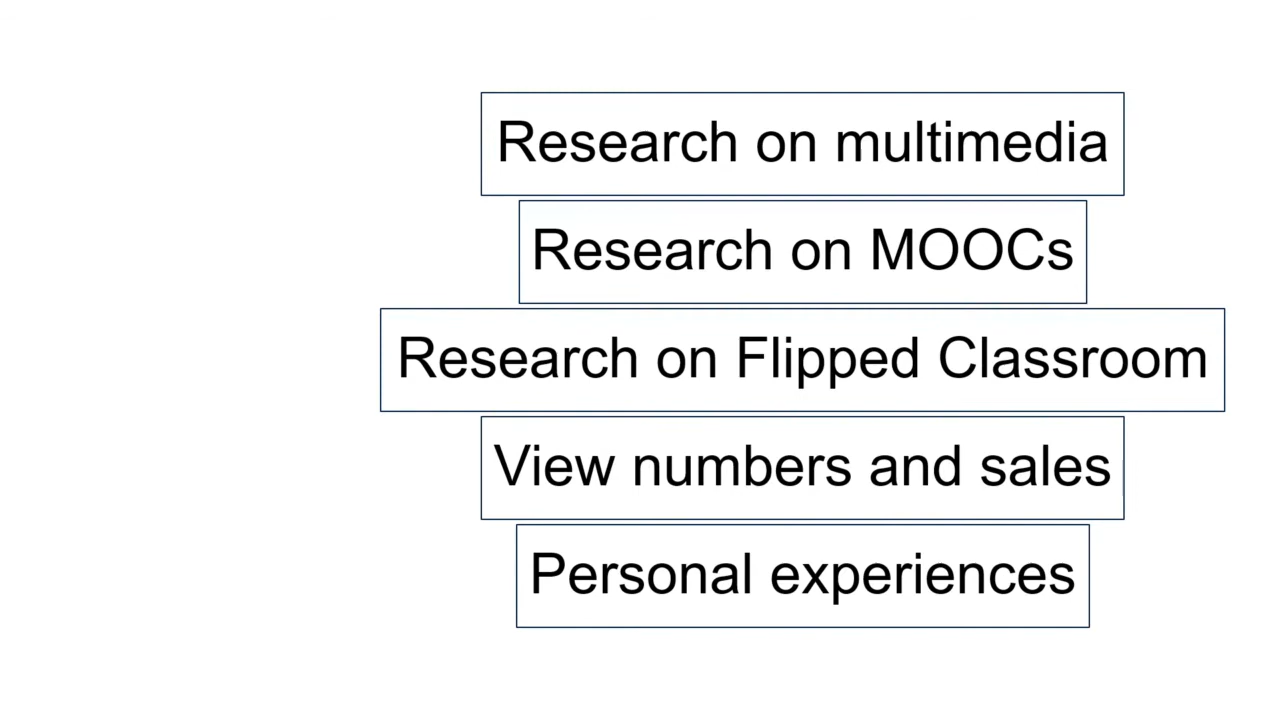 Research on multimedia
Research on MOOCs
Research on Flipped Classroom
View numbers and sales
Personal experiences